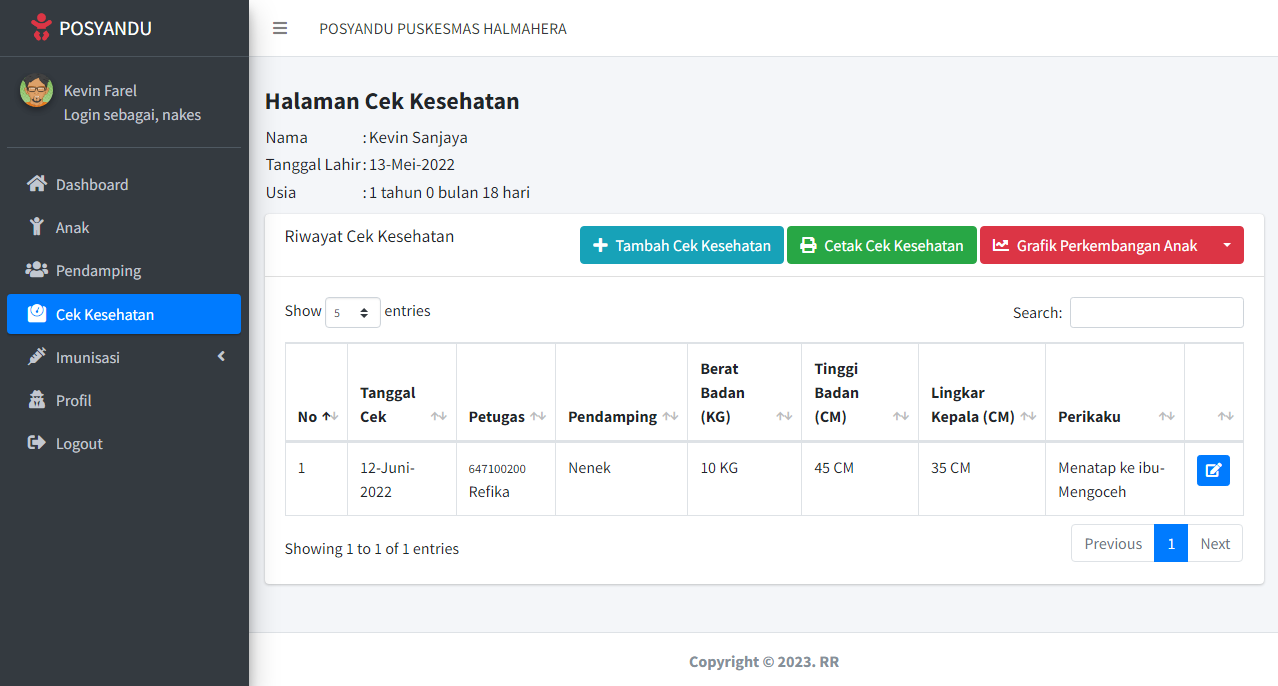 POSYANDU
POSYANDU PUSKESMAS HALMAHERA
Kevin Farel
Login sebagai, nakes
Dashboard
Anak
Pendamping
Cek Kesehatan
Imunisasi
Profil
Logout
Halaman Cek Kesehatan
Nama : Kevin Sanjaya
Tanggal Lahir : 13-Mei-2022
Usia : 1 tahun 0 bulan 18 hari
Riwayat Cek Kesehatan
Tambah Cek Kesehatan
Cetak Cek Kesehatan
Grafik Perkembangan Anak
Show 5 entries
Search:
No
Tanggal
Cek
Petugas
Pendamping
Berat
Badan
(KG)
Tinggi
Badan
(CM)
Lingkar
Kepala (CM)
Perikaku
1
12-Juni-
2022
647100200
Refika
Nenek
10 KG
45 CM
35 CM
Menatap ke ibu-
Mengoceh
Showing 1 to 1 of 1 entries
Previous 1 Next
Copyright © 2023. RR